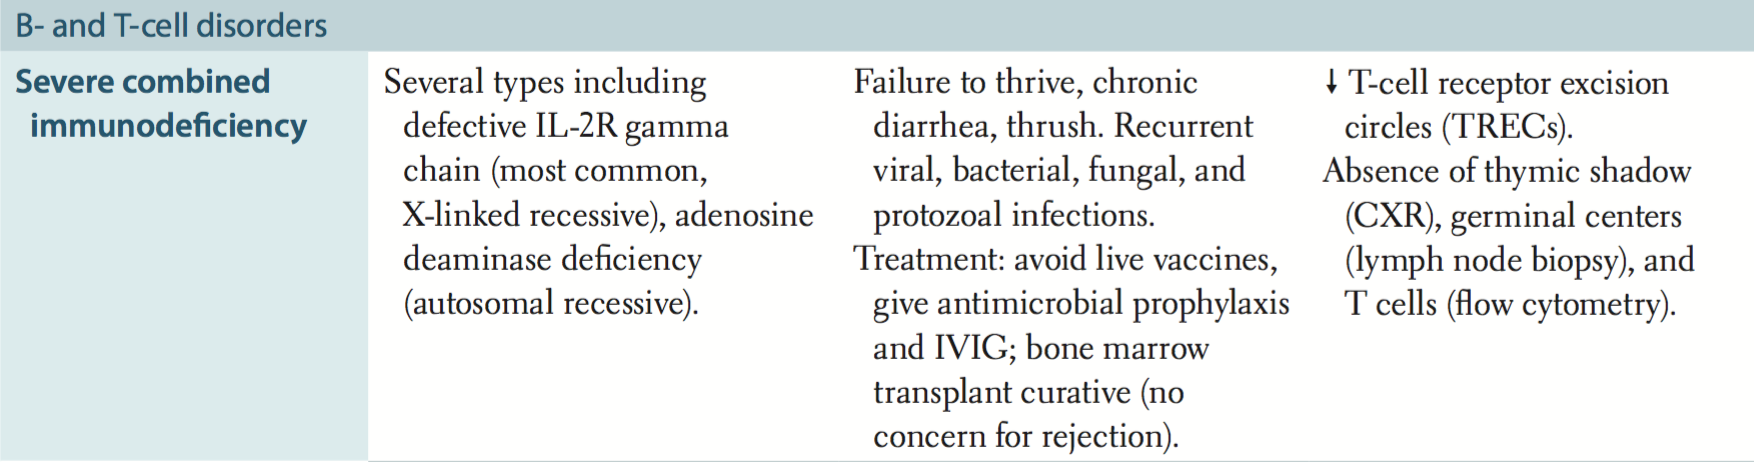 B- and T-cell disorders
Severe combined
immunodeficiency
Several types including
defective IL-2R gamma
chain (most common,
X-linked recessive), adenosine
deaminase deficiency
(autosomal recessive).
Failure to thrive, chronic
diarrhea, thrush. Recurrent
viral, bacterial, fungal, and
protozoal infections.
Treatment: avoid live vaccines,
give antimicrobial prophylaxis
and IVIG; bone marrow
transplant curative (no
concern for rejection).
↓ T-cell receptor excision
circles (TRECs).
Absence of thymic shadow
(CXR), germinal centers
(lymph node biopsy), and
T cells (flow cytometry).